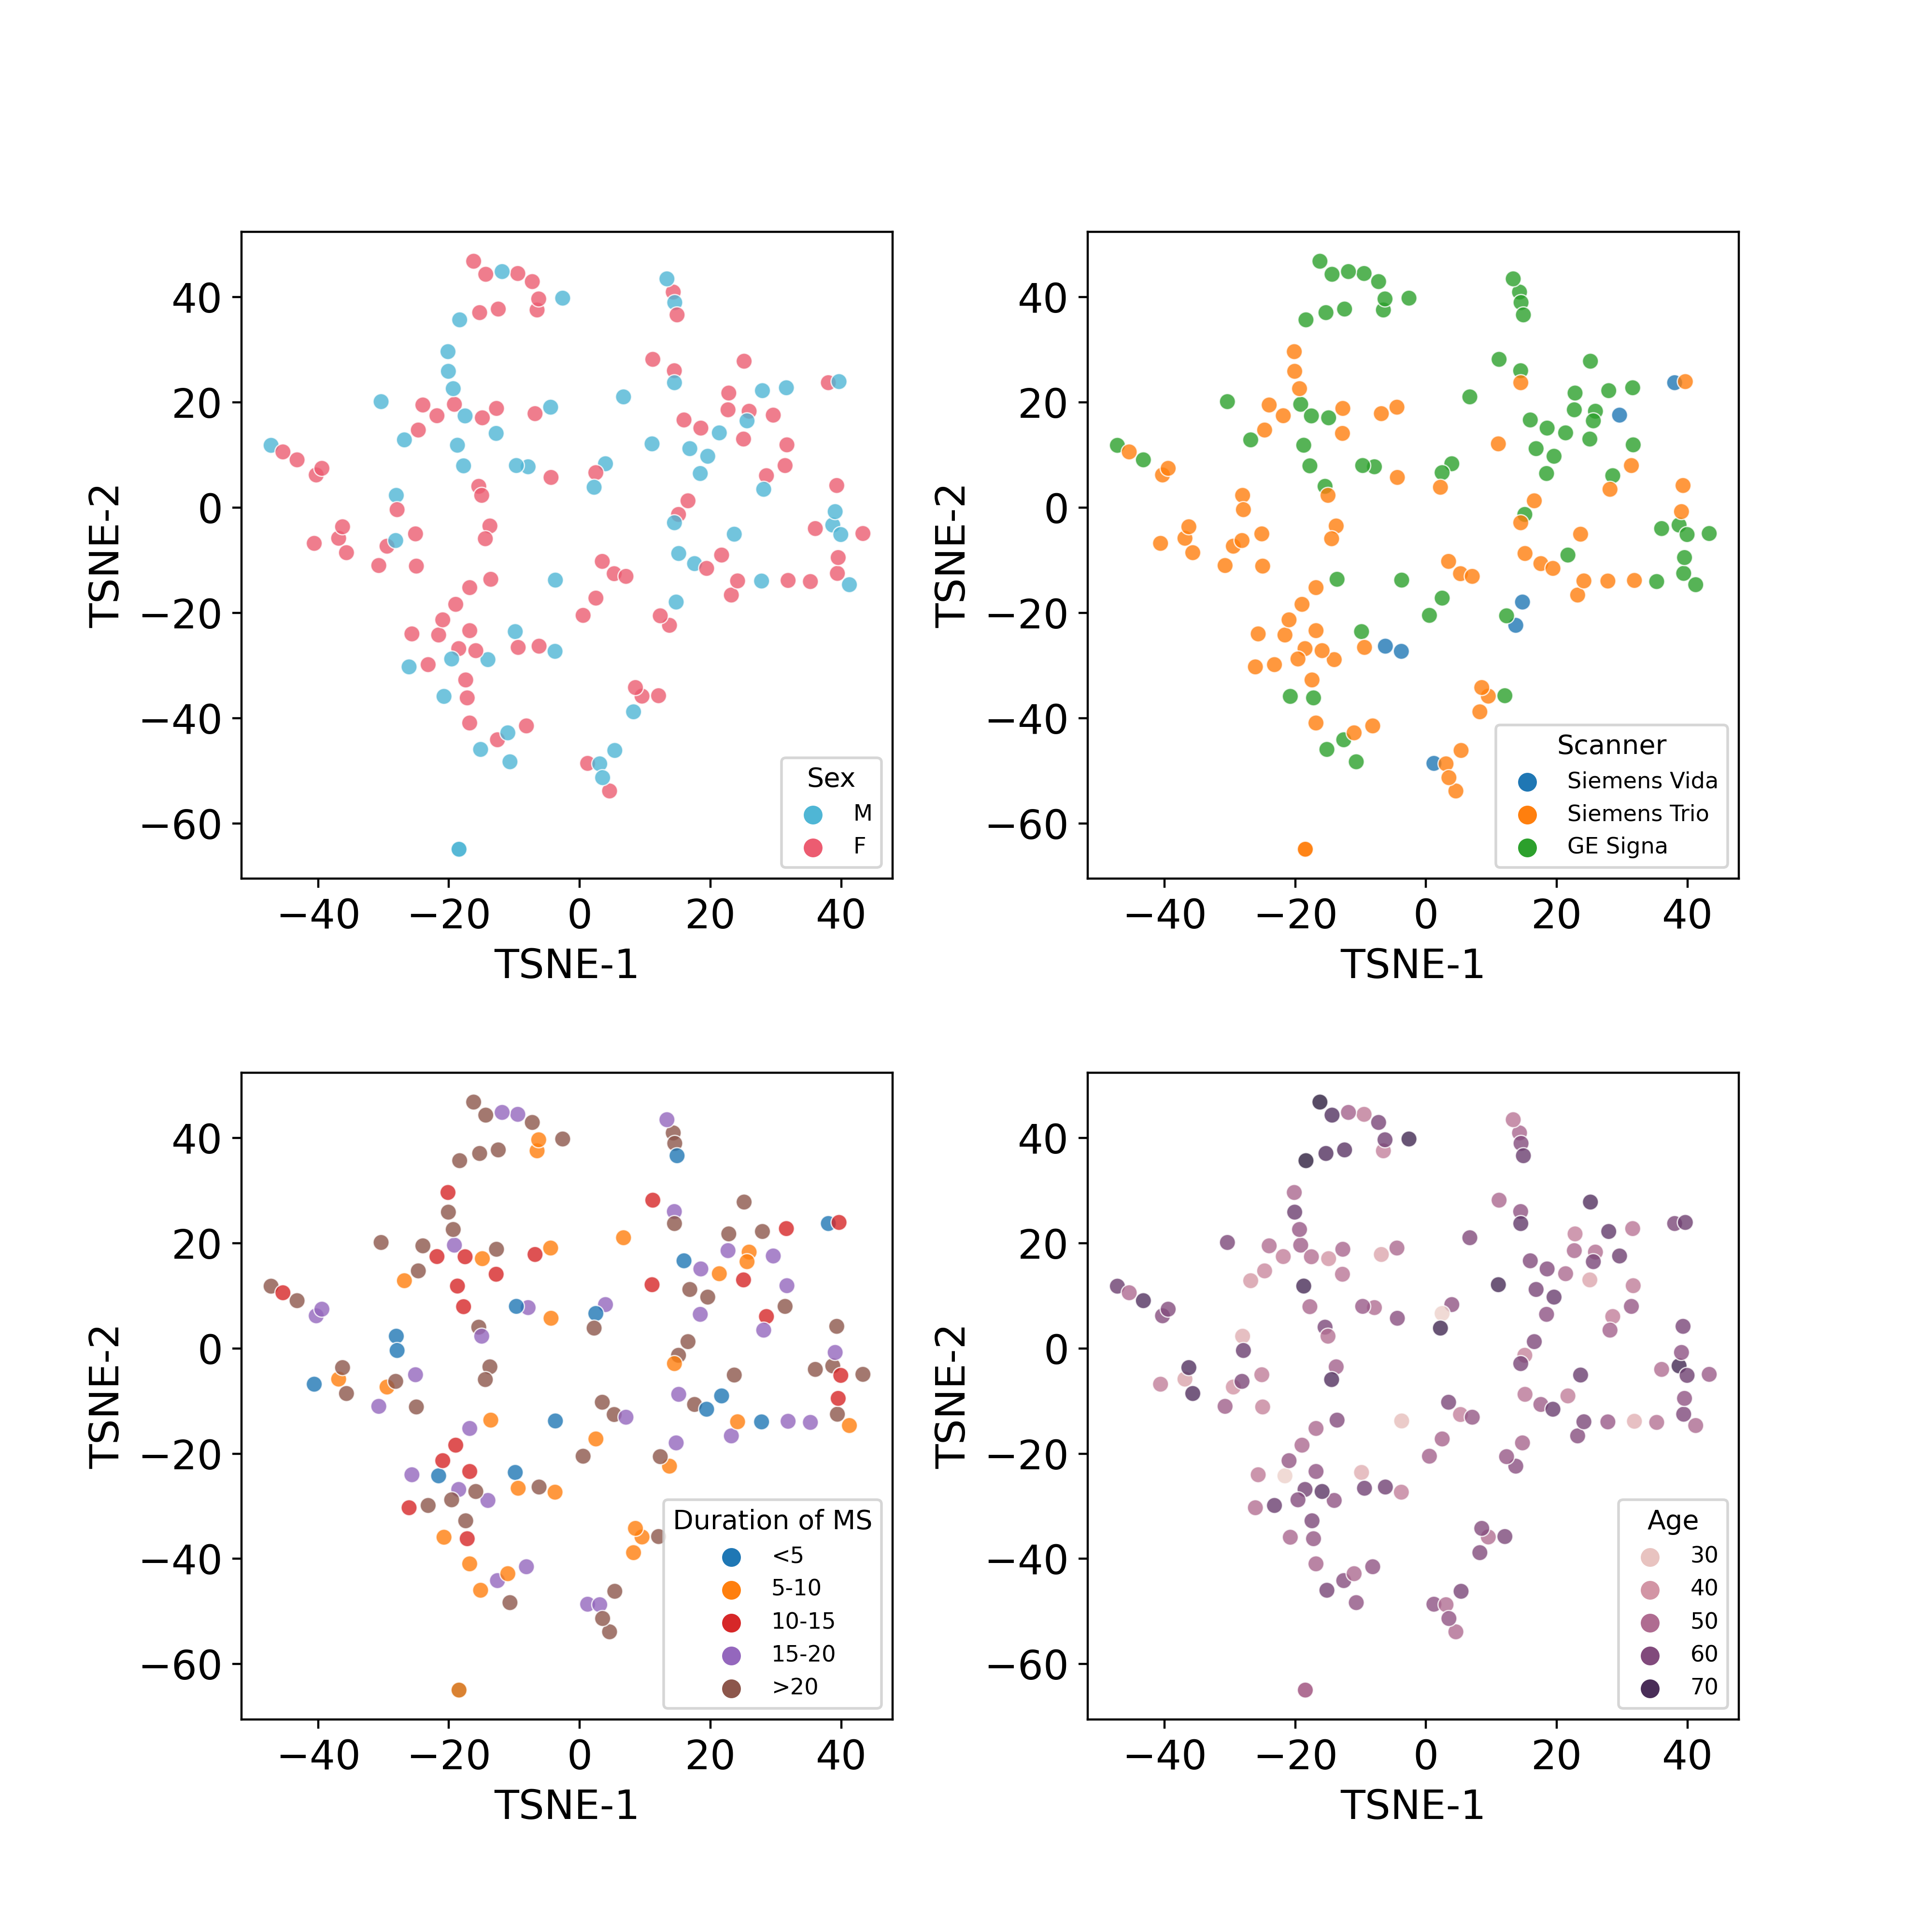 40
20
0
−20
−40
−60
−40 −20 0 20 40
TSNE-1
TSNE-2
Sex
M
F
40
20
0
−20
−40
−60
−40 −20 0 20 40
TSNE-1
TSNE-2
Scanner
Siemens Vida
Siemens Trio
GE Signa
40
20
0
−20
−40
−60
−40 −20 0 20 40
TSNE-1
TSNE-2
Duration of MS
<5
5-10
10-15
15-20
>20
40
20
0
−20
−40
−60
−40 −20 0 20 40
TSNE-1
TSNE-2
Age
30
40
50
60
70